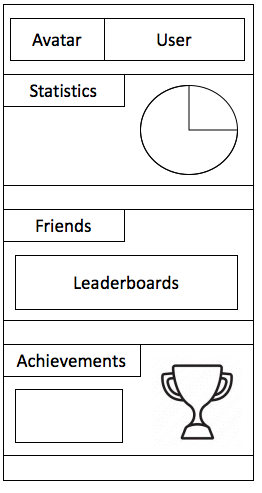 Avatar
User
Statistics
Friends
Leaderboards
Achievements